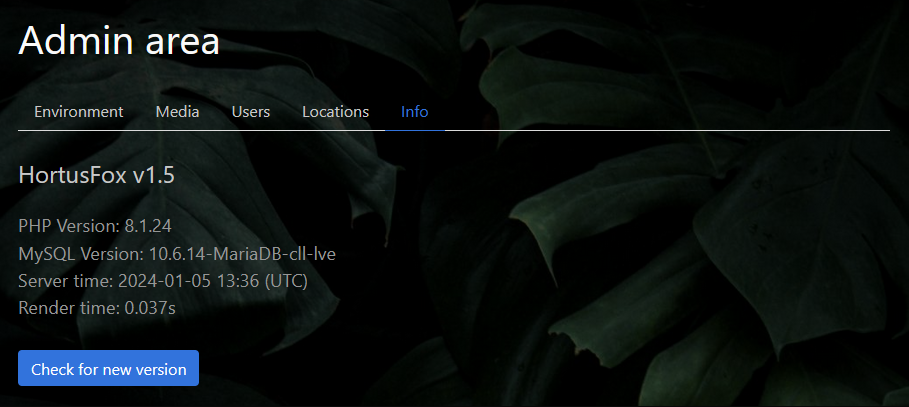 Admin area
Environment Media Users Locations Info
HortusFox v1.5
PHP Version: 8.1.24
MySQL Version: 10.6.14-MariaDB-cll-lve
Server time: 2024-01-05 13:36 (UTC)
Render time: 0.037s
Check for new version